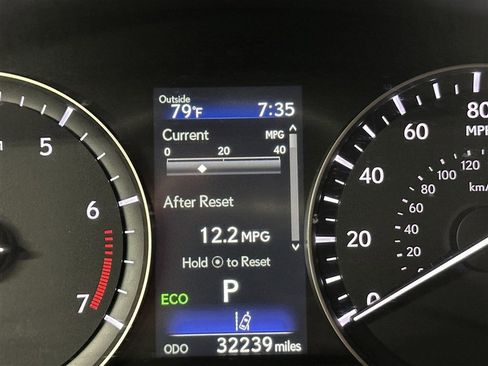 Outside
79°F 7:35
Current MPG
0 20 40
After Reset
12.2 MPG
Hold ⦿ to Reset
ECO P
ODO 32239 miles
5
6
7
80
MPH
60
40
20
0
120
100
80
60
40
20
km/